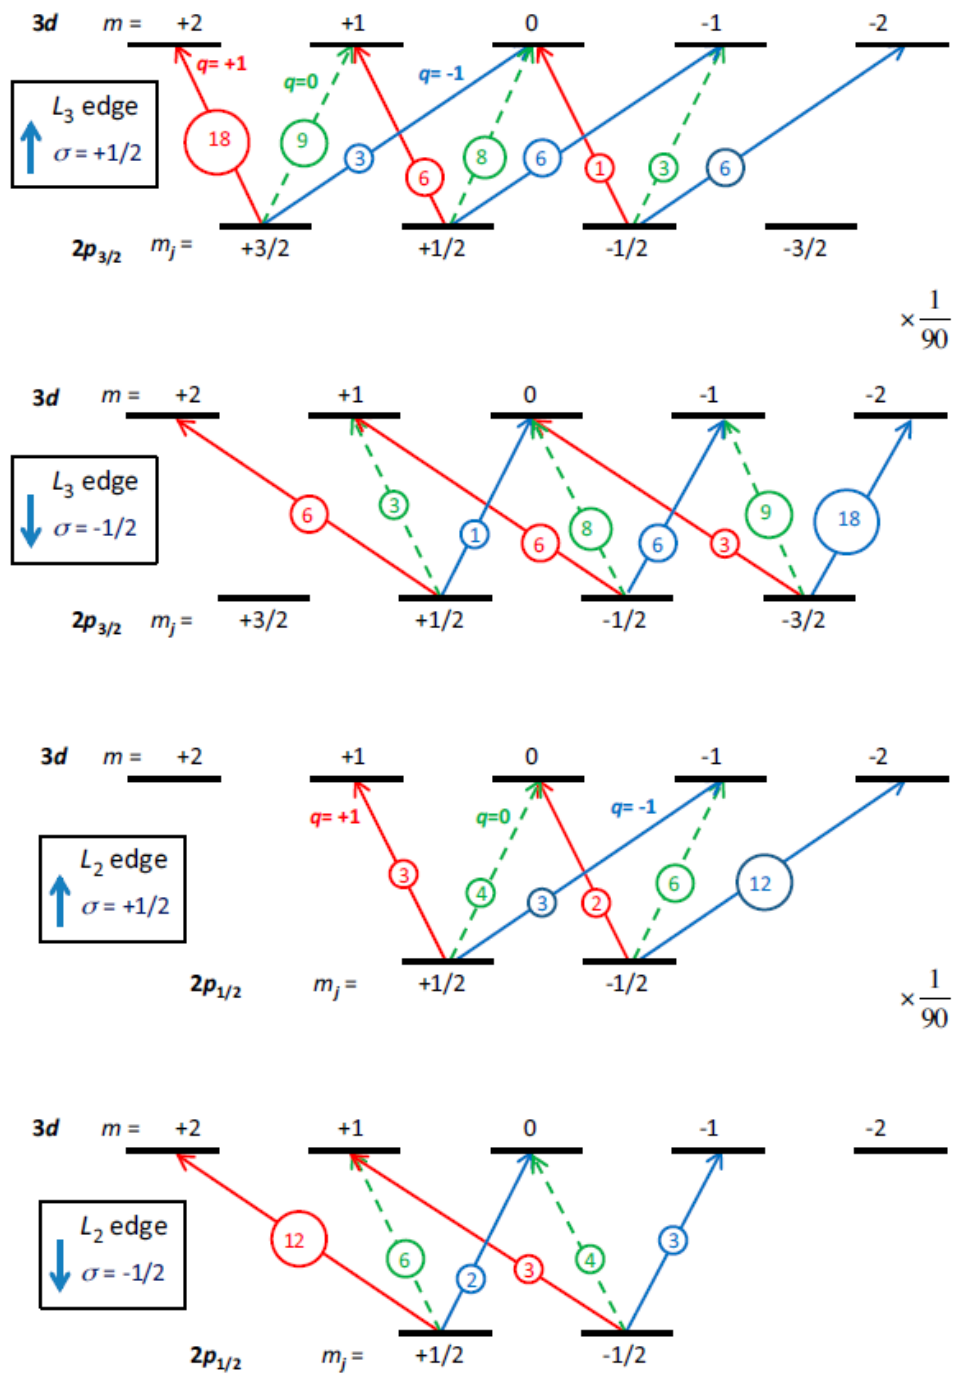 3d m = +2 +1 0 -1 -2
q= +1 q=0 q= -1
L3 edge
σ = +1/2
18 9 3 6 8 6 1 3 6
2p3/2 mj = +3/2 +1/2 -1/2 -3/2
× 1/90
3d m = +2 +1 0 -1 -2
L3 edge
σ = -1/2
6 3 1 6 8 6 3 9 18
2p3/2 mj = +3/2 +1/2 -1/2 -3/2
3d m = +2 +1 0 -1 -2
q= +1 q=0 q= -1
L2 edge
σ = +1/2
3 4 3 2 6 12
2p1/2 mj = +1/2 -1/2
× 1/90
3d m = +2 +1 0 -1 -2
L2 edge
σ = -1/2
12 6 2 3 4 3
2p1/2 mj = +1/2 -1/2